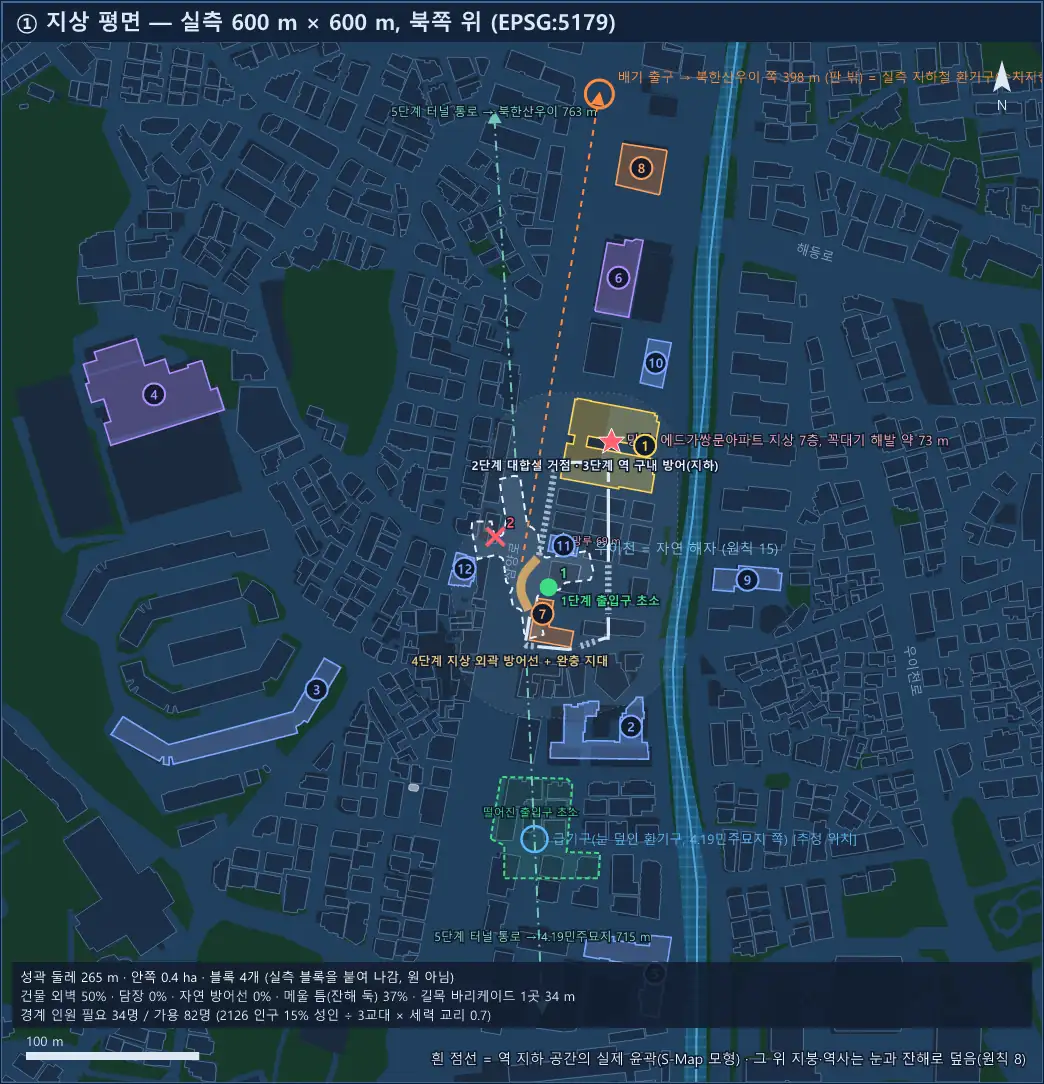 ① 지상 평면 — 실측 600 m × 600 m, 북쪽 위 (EPSG:5179)
배기 출구 → 북한산우이 쪽 398 m (판 밖) = 실측 지하철 환기구
N
5단계 터널 통로 → 북한산우이 763 m
8
해등로
6
10
4
에드가쌍문아파트 지상 7층, 꼭대기 해발 약 73 m
1
2단계 대합실 거점 · 3단계 역 구내 방어(지하)
2
11
망루 69 m
우이천 = 자연 해자 (원칙 15)
12
1
9
1단계 출입구 초소
7
4단계 지상 외곽 방어선 + 완충 지대
우이천로
3
2
떨어진 출입구 초소
급기구(눈 덮인 환기구, 4.19민주묘지 쪽) [추정 위치]
5단계 터널 통로 → 4.19민주묘지 715 m
성곽 둘레 265 m · 안쪽 0.4 ha · 블록 4개 (실측 블록을 붙여 나감, 원 아님)
건물 외벽 50% · 담장 0% · 자연 방어선 0% · 메울 틈(잔해 둑) 37% · 길목 바리케이드 1곳 34 m
경계 인원 필요 34명 / 가용 82명 (2126 인구 15% 성인 ÷ 3교대 × 세력 교리 0.7)
100 m
흰 점선 = 역 지하 공간의 실제 윤곽(S-Map 모형) · 그 위 지붕·역사는 눈과 잔해로 덮음(원칙 8)